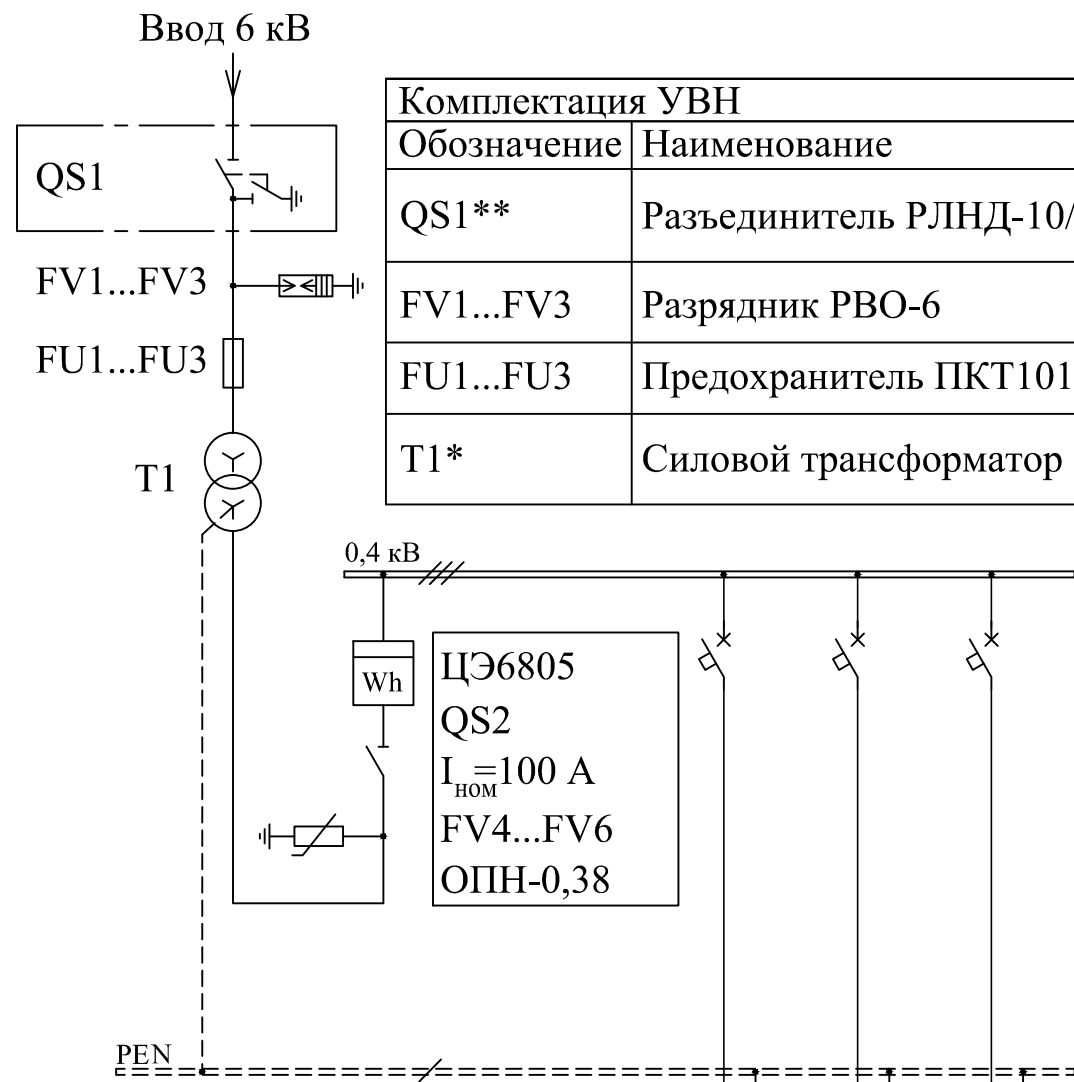 Ввод 6 кВ
Комплектация УВН
Обозначение Наименование
QS1
QS1** Разъединитель РЛНД-10/
FV1...FV3
FV1...FV3 Разрядник РВО-6
FU1...FU3
FU1...FU3 Предохранитель ПКТ101
T1
T1* Силовой трансформатор
0,4 кВ
Wh
ЦЭ6805
QS2
Iном=100 А
FV4...FV6
ОПН-0,38
PEN